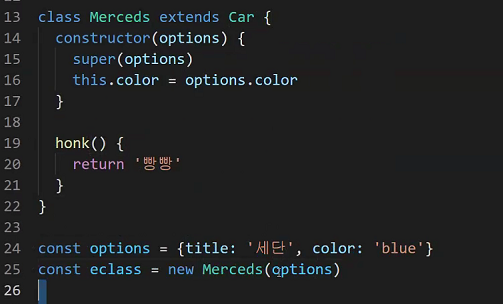 13 class Merceds extends Car {
14 constructor(options) {
15 super(options)
16 this.color = options.color
17 }
18
19 honk() {
20 return '빵빵'
21 }
22 }
23
24 const options = {title: '세단', color: 'blue'}
25 const eclass = new Merceds(options)
26